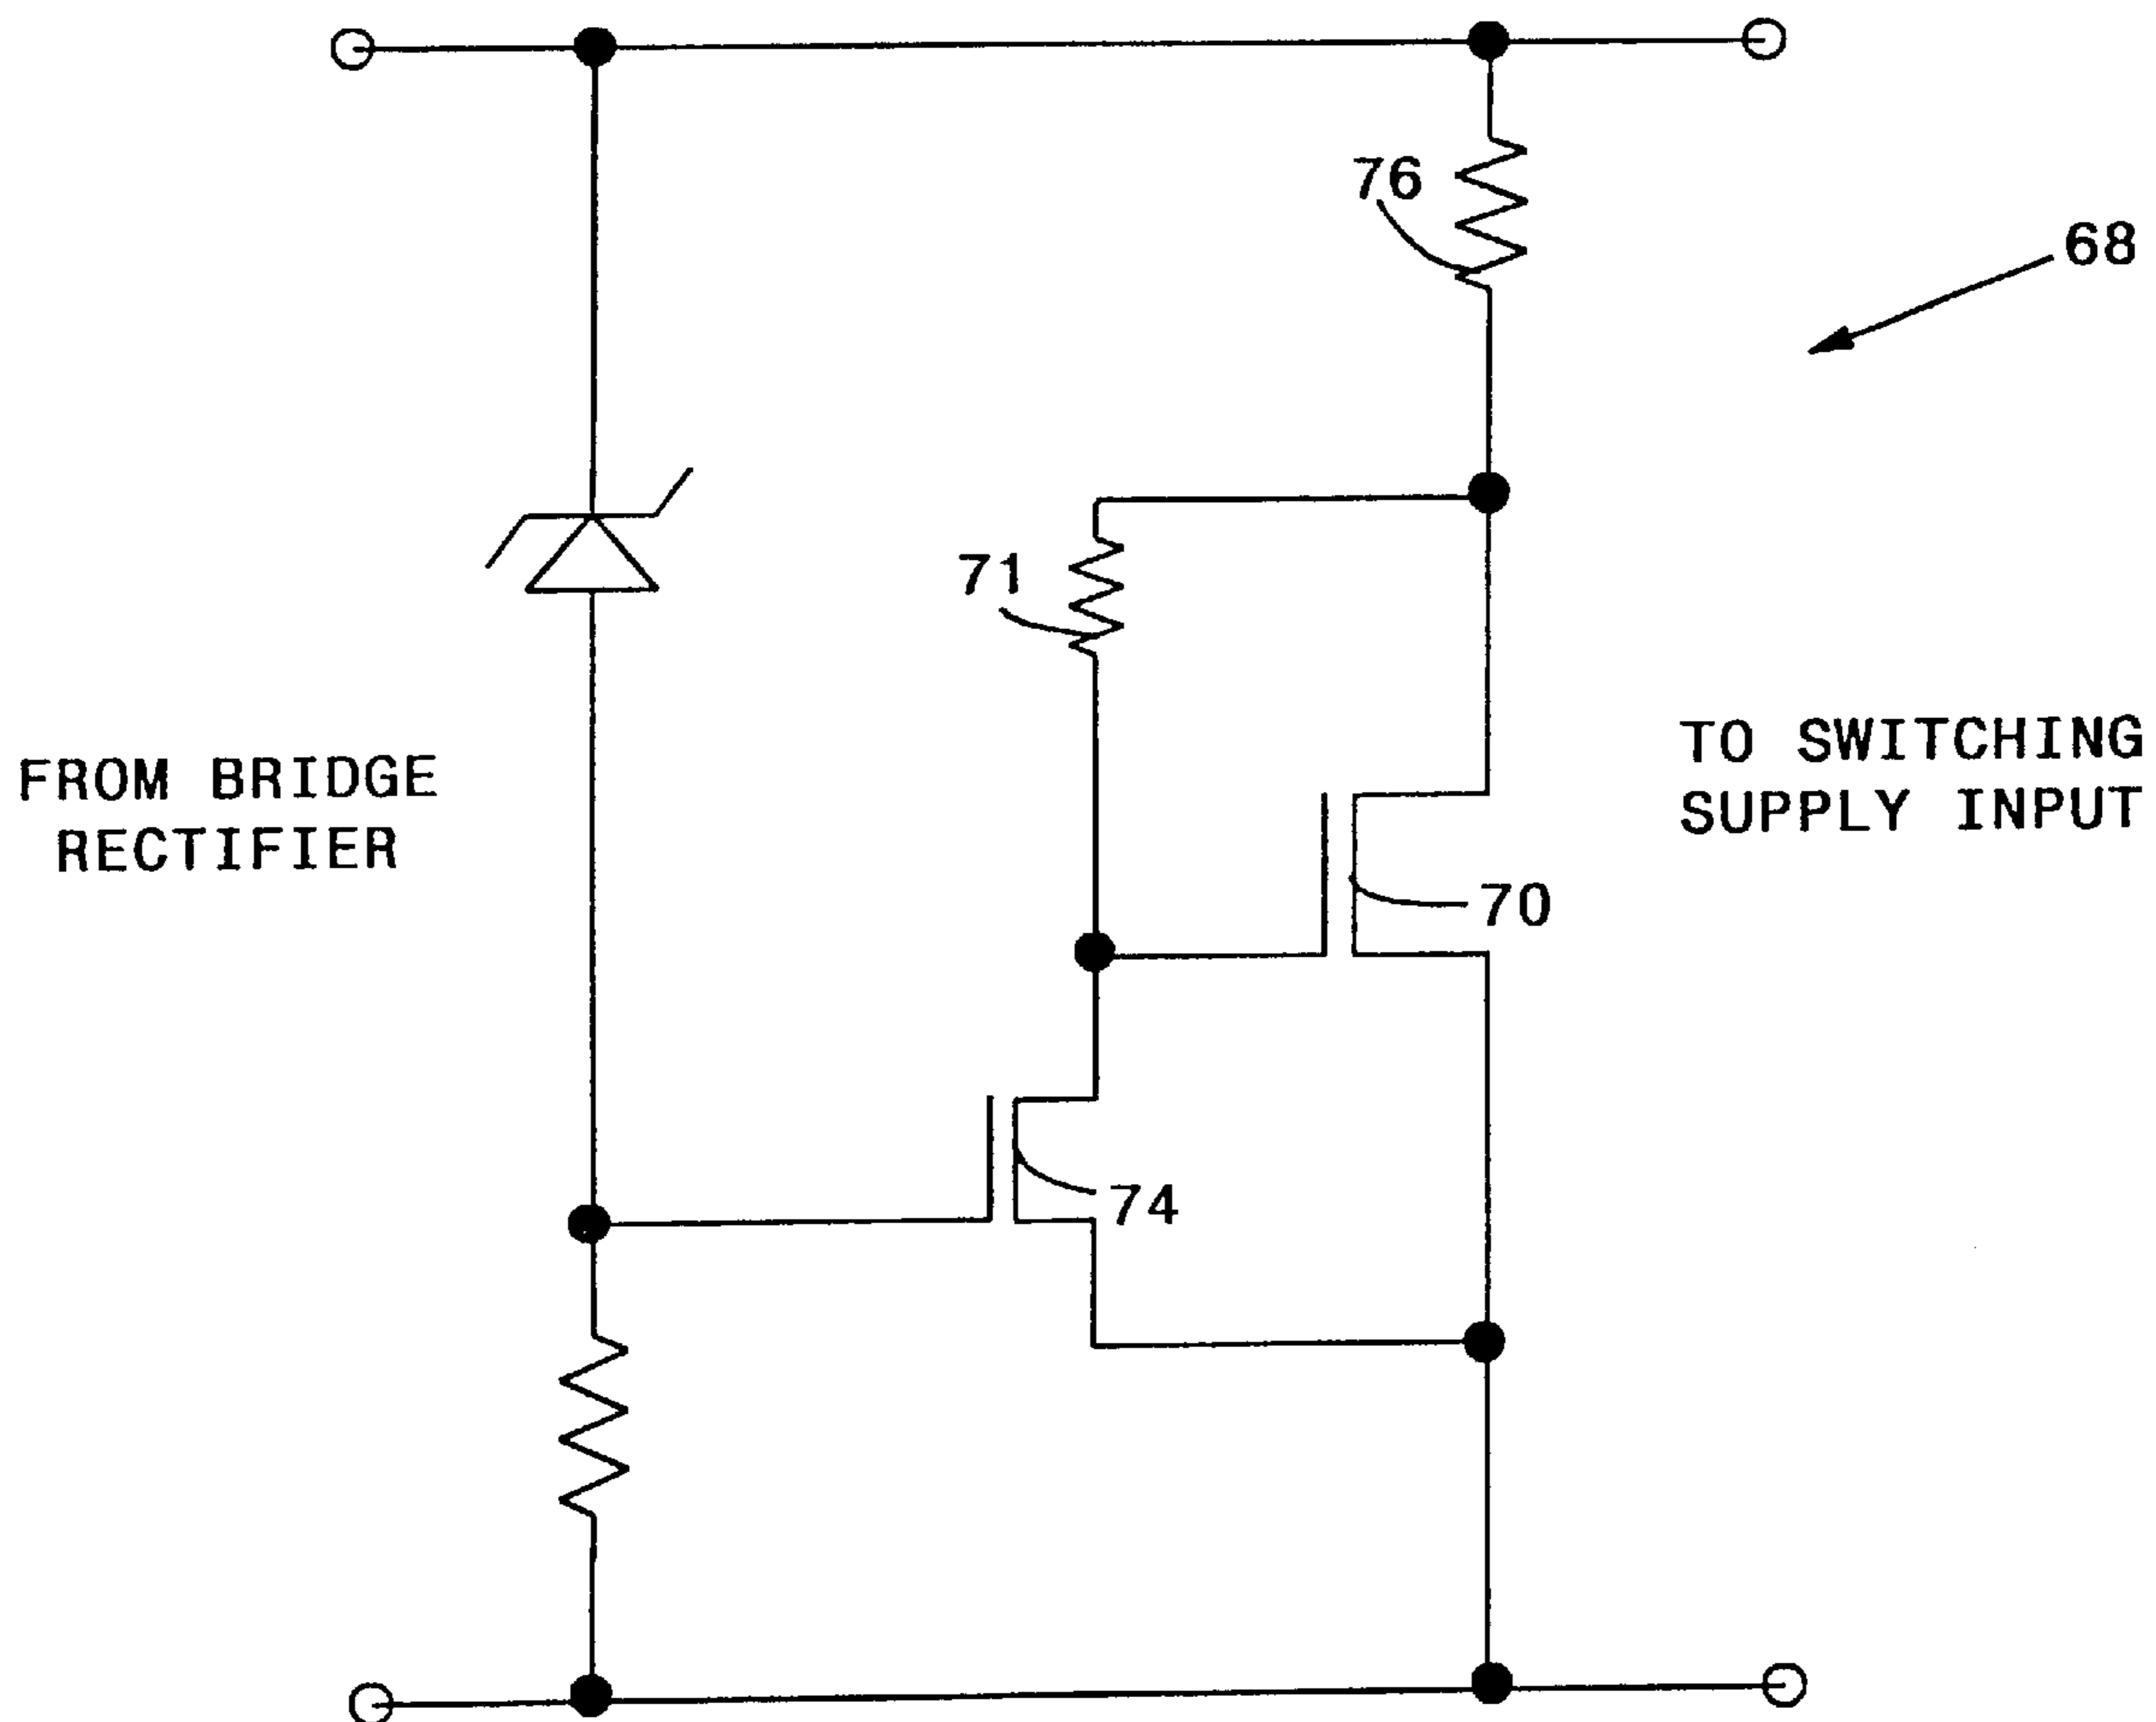 76
68
71
FROM BRIDGE
RECTIFIER
TO SWITCHING
SUPPLY INPUT
70
74